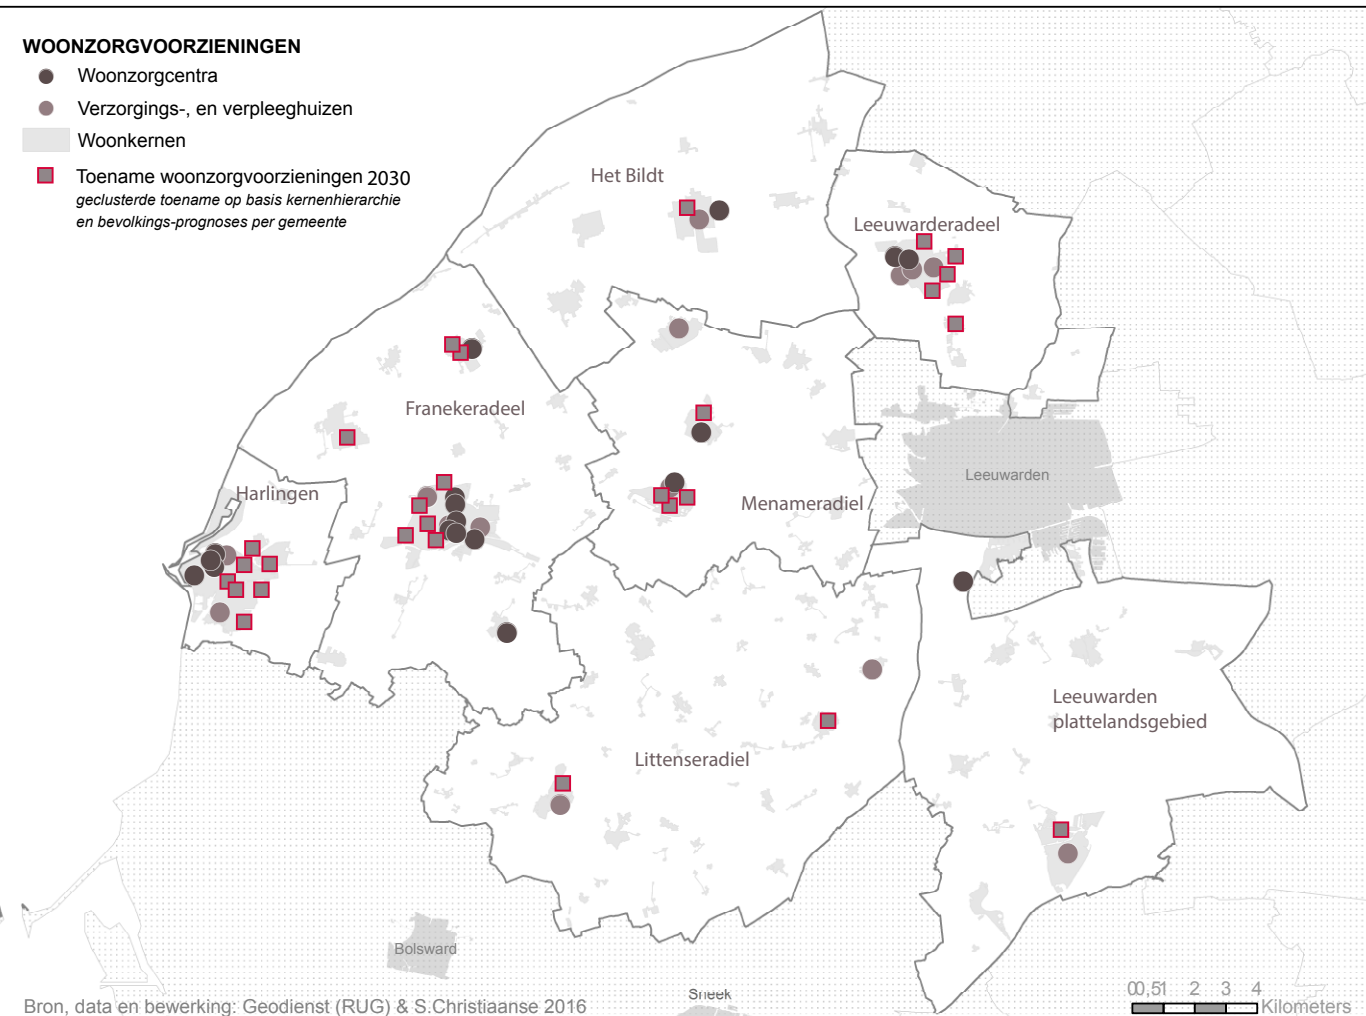 WOONZORGVOORZIENINGEN
Woonzorgcentra
Verzorgings-, en verpleeghuizen
Woonkernen
Toename woonzorgvoorzieningen 2030
geclusterde toename op basis kernenhierarchie
en bevolkings-prognoses per gemeente
Het Bildt
Leeuwarderadeel
Franekeradeel
Leeuwarden
Harlingen
Menameradiel
Leeuwarden
plattelandsgebied
Littenseradiel
Bolsward
Sneek
Bron, data en bewerking: Geodienst (RUG) & S.Christiaanse 2016
00,51 2 3 4
Kilometers